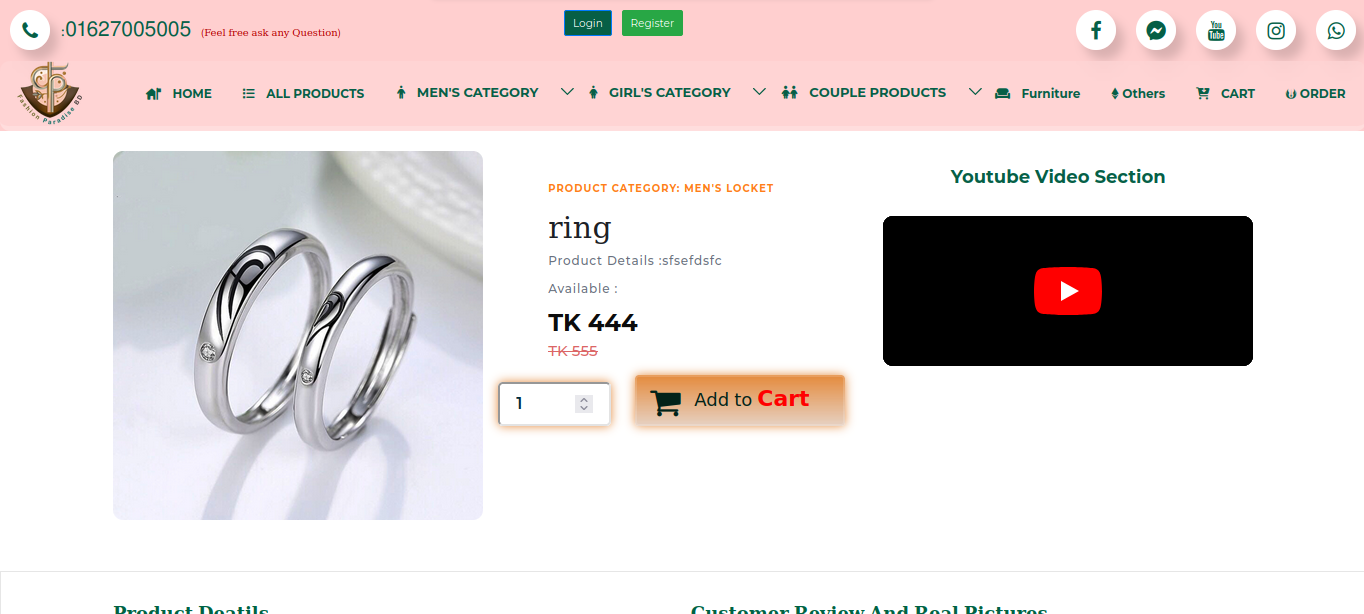 :01627005005 (Feel free ask any Question)
Login
Register
You
Tube
Fashion Paradise BD
HOME
ALL PRODUCTS
MEN'S CATEGORY
GIRL'S CATEGORY
COUPLE PRODUCTS
Furniture
Others
CART
ORDER
PRODUCT CATEGORY: MEN'S LOCKET
ring
Product Details :sfsefdsfc
Available :
TK 444
TK 555
1
Add to Cart
Youtube Video Section
Product Deatils
Customer Review And Real Pictures